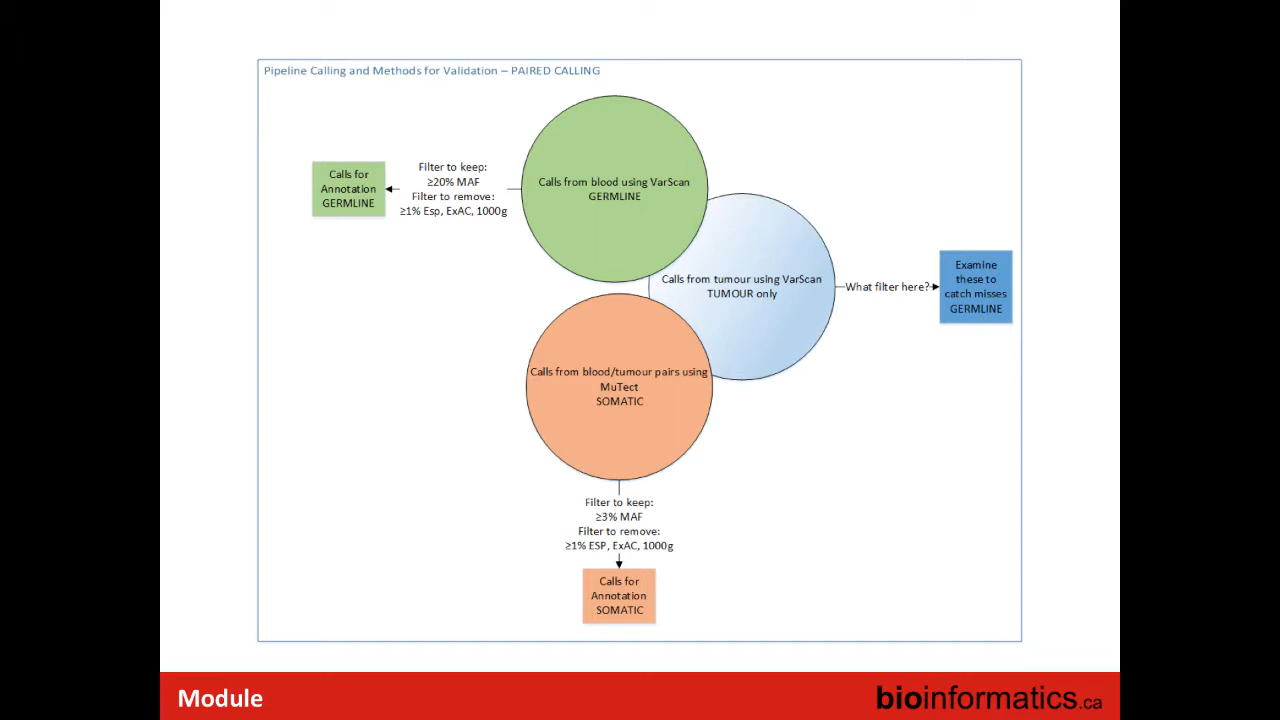 Pipeline Calling and Methods for Validation – PAIRED CALLING
Calls for
Annotation
GERMLINE
Filter to keep:
≥20% MAF
Filter to remove:
≥1% Esp, ExAC, 1000g
Calls from blood using VarScan
GERMLINE
Calls from tumour using VarScan
TUMOUR only
What filter here?
Examine
these to
catch misses
GERMLINE
Calls from blood/tumour pairs using
MuTect
SOMATIC
Filter to keep:
≥3% MAF
Filter to remove:
≥1% ESP, ExAC, 1000g
Calls for
Annotation
SOMATIC
Module
bioinformatics.ca